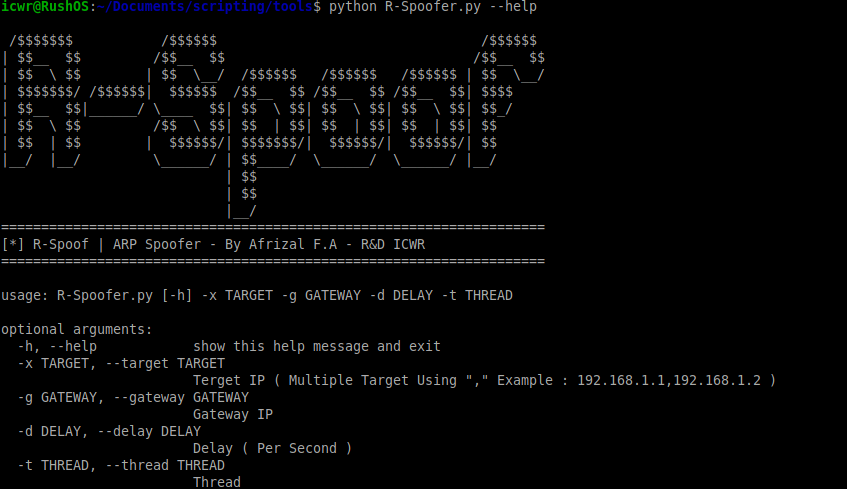 icwr@RushOS:~/Documents/scripting/tools$ python R-Spoofer.py --help
 /$$$$$$$           /$$$$$$                                 /$$$$$$
| $$__  $$         /$$__  $$                               /$$__  $$
| $$  \ $$        | $$  \__/  /$$$$$$   /$$$$$$   /$$$$$$ | $$  \__/
| $$$$$$$/ /$$$$$$|  $$$$$$  /$$__  $$ /$$__  $$ /$$__  $$| $$$$
| $$__  $$|______/ \____  $$| $$  \ $$| $$  \ $$| $$  \ $$| $$_/
| $$  \ $$         /$$  \ $$| $$  | $$| $$  | $$| $$  | $$| $$
| $$  | $$        |  $$$$$$/| $$$$$$$/|  $$$$$$/|  $$$$$$/| $$
|__/  |__/         \______/ | $$____/  \______/  \______/ |__/
                            | $$
                            | $$
                            |__/
====================================================================
[*] R-Spoof | ARP Spoofer - By Afrizal F.A - R&D ICWR
====================================================================
usage: R-Spoofer.py [-h] -x TARGET -g GATEWAY -d DELAY -t THREAD
optional arguments:
  -h, --help            show this help message and exit
  -x TARGET, --target TARGET
                        Terget IP ( Multiple Target Using "," Example : 192.168.1.1,192.168.1.2 )
  -g GATEWAY, --gateway GATEWAY
                        Gateway IP
  -d DELAY, --delay DELAY
                        Delay ( Per Second )
  -t THREAD, --thread THREAD
                        Thread